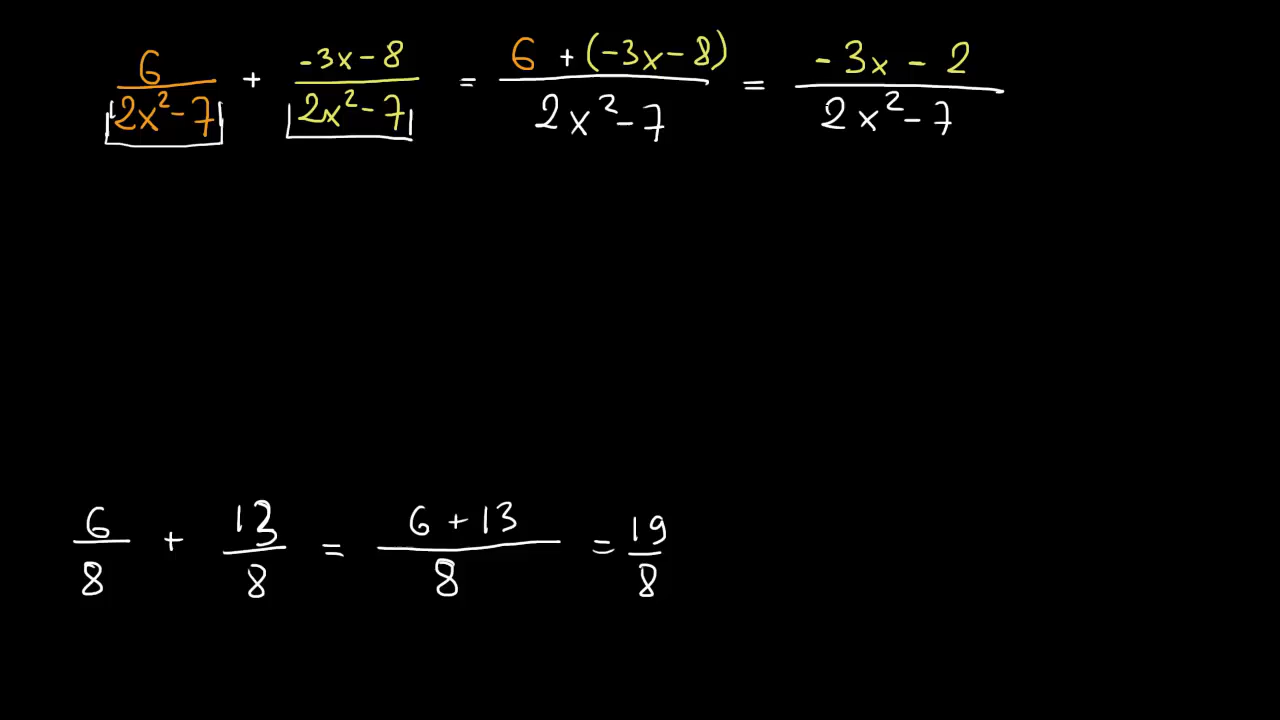 6/(2x² - 7) + (-3x - 8)/(2x² - 7) = (6 + (-3x - 8))/(2x² - 7) = (-3x - 2)/(2x² - 7)
6/8 + 13/8 = (6 + 13)/8 = 19/8